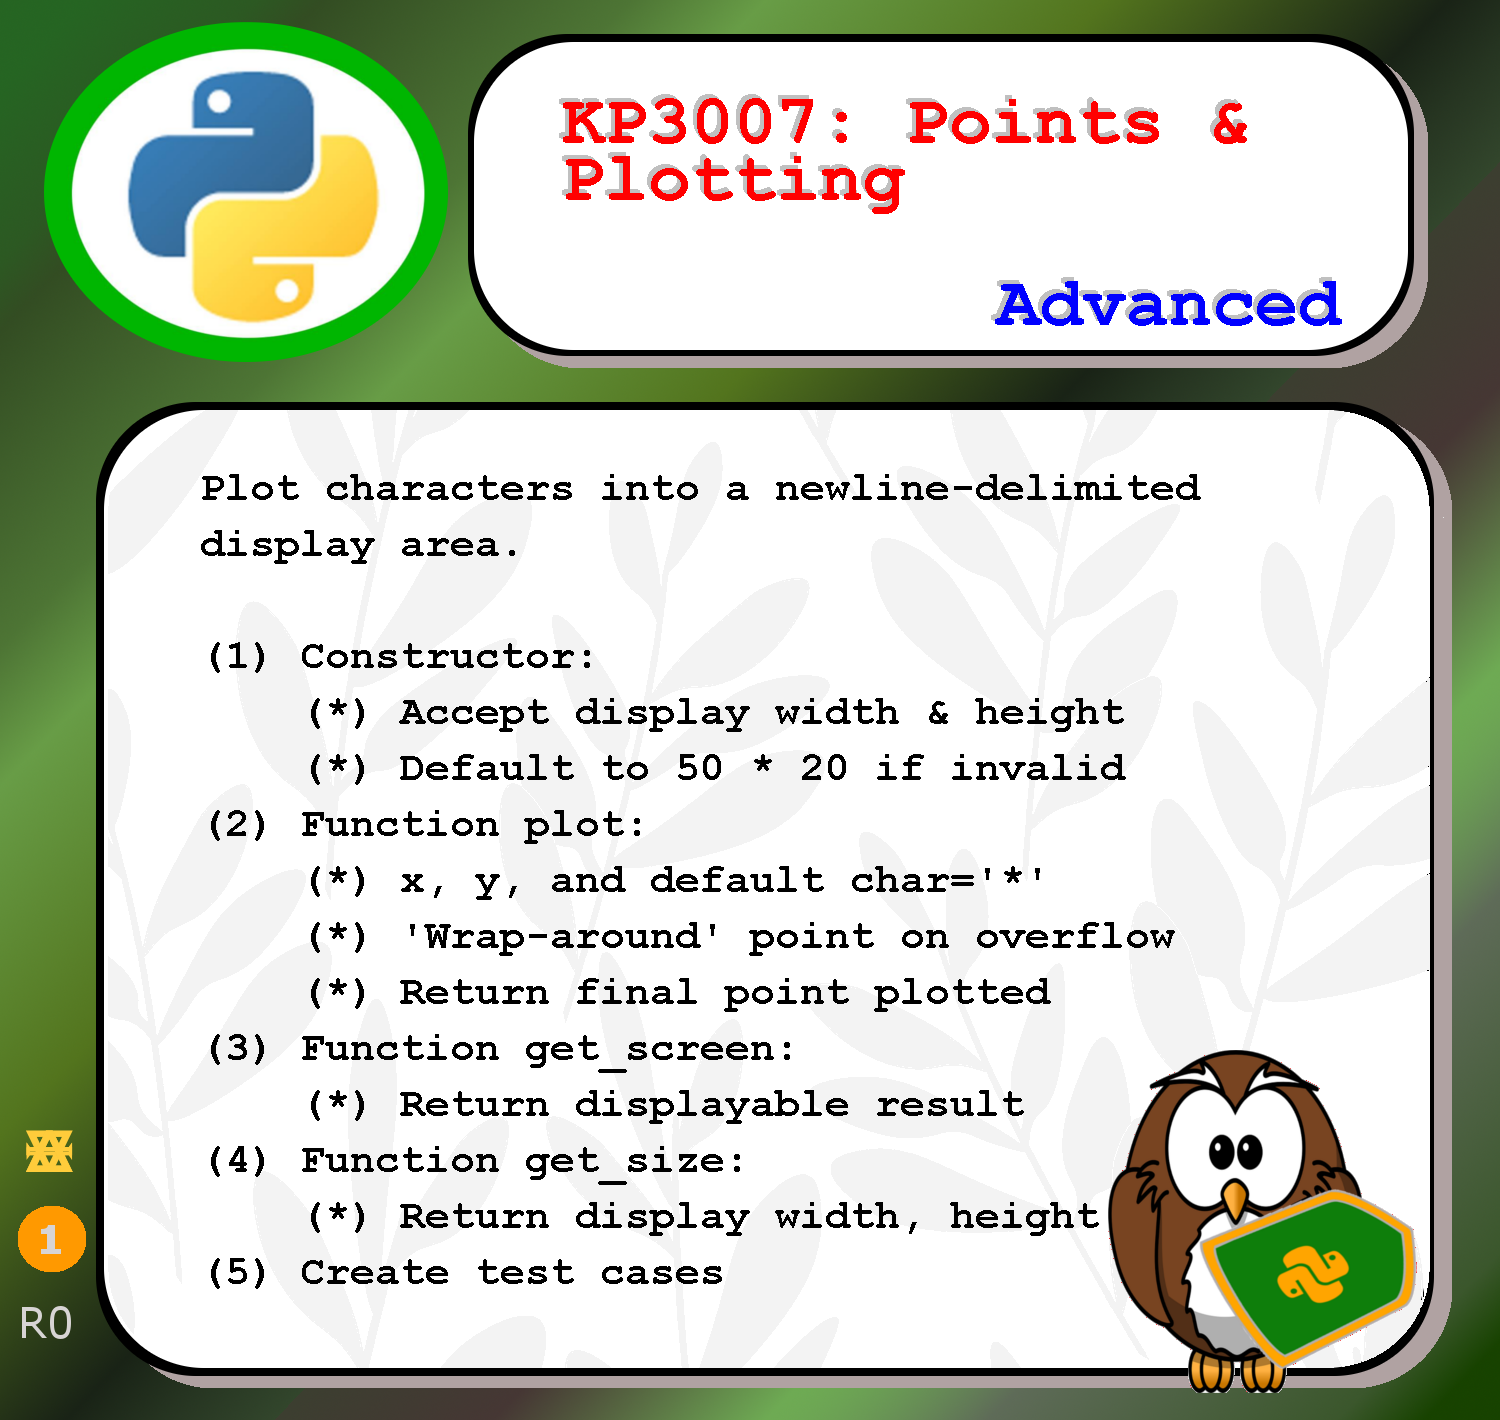 KP3007: Points &
Plotting
Advanced
Plot characters into a newline-delimited
display area.
(1) Constructor:
(*) Accept display width & height
(*) Default to 50 * 20 if invalid
(2) Function plot:
(*) x, y, and default char='*'
(*) 'Wrap-around' point on overflow
(*) Return final point plotted
(3) Function get_screen:
(*) Return displayable result
(4) Function get_size:
(*) Return display width, height
(5) Create test cases
1
R0